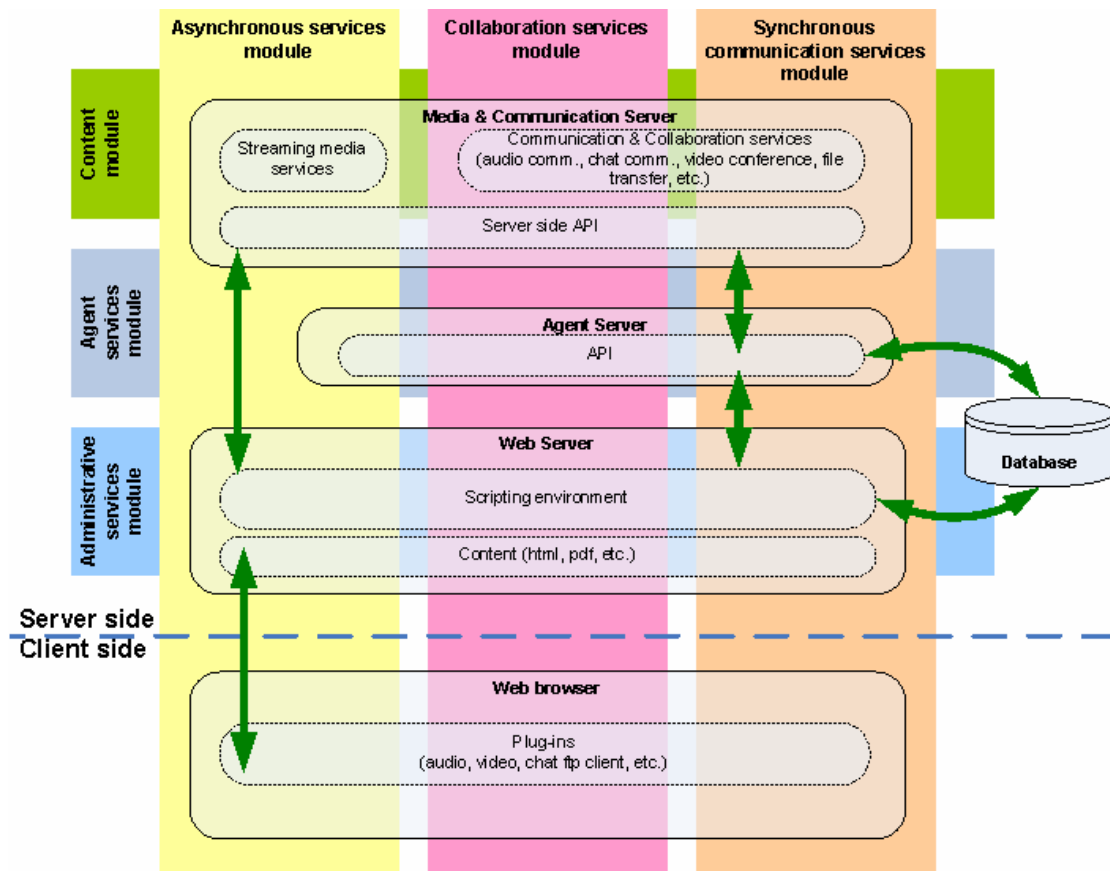 Asynchronous services
module
Collaboration services
module
Synchronous
communication services
module
Content
module
Media & Communication Server
Streaming media
services
Communication & Collaboration services
(audio comm., chat comm., video conference, file
transfer, etc.)
Server side API
Agent
services
module
Agent Server
API
Administrative
services
module
Web Server
Scripting environment
Content (html, pdf, etc.)
Database
Server side
Client side
Web browser
Plug-ins
(audio, video, chat ftp client, etc.)